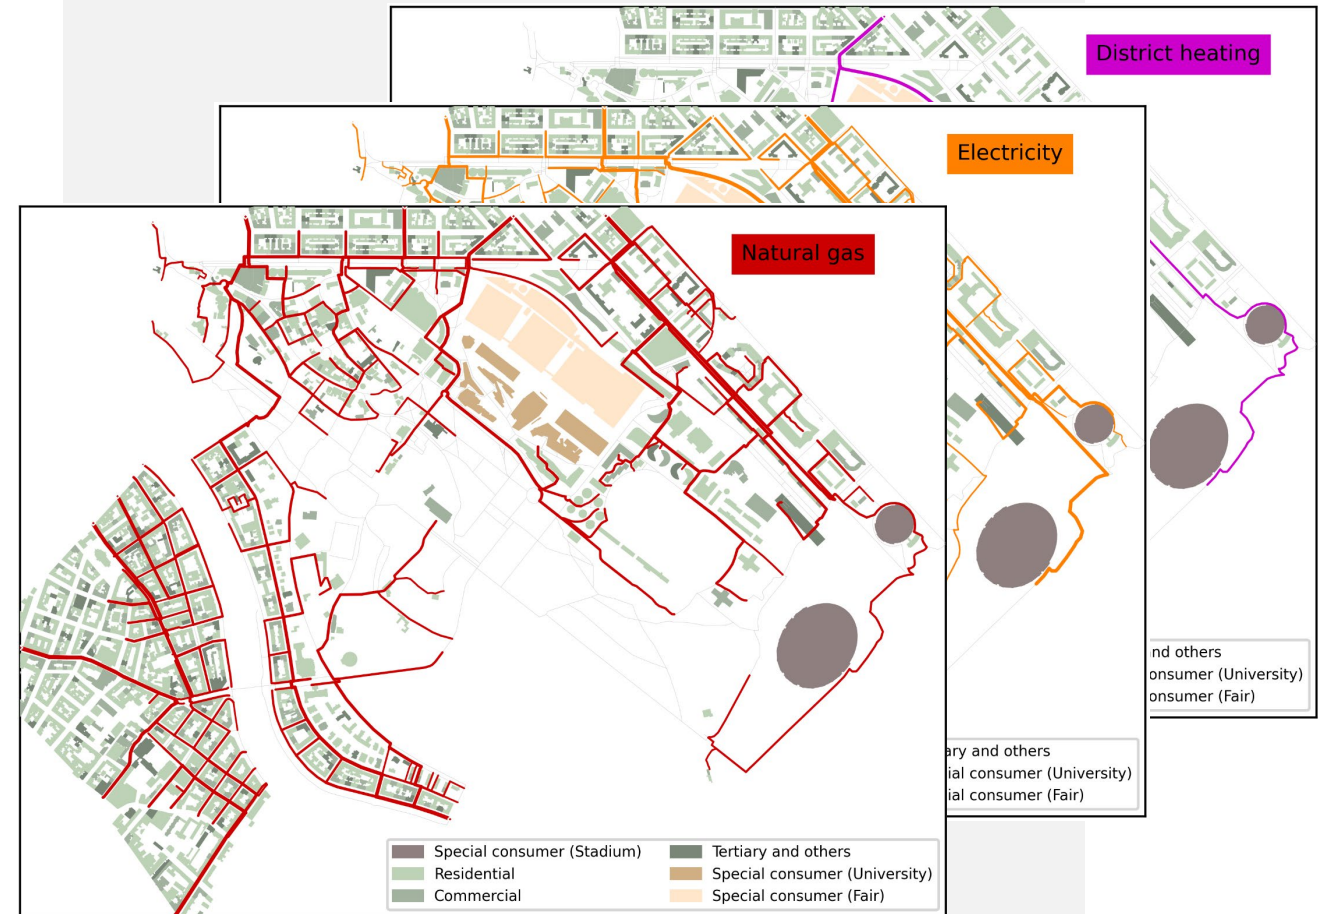 District heating
Electricity
Natural gas
and others
onsumer (University)
onsumer (Fair)
ary and others
ial consumer (University)
ial consumer (Fair)
Special consumer (Stadium)
Residential
Commercial
Tertiary and others
Special consumer (University)
Special consumer (Fair)